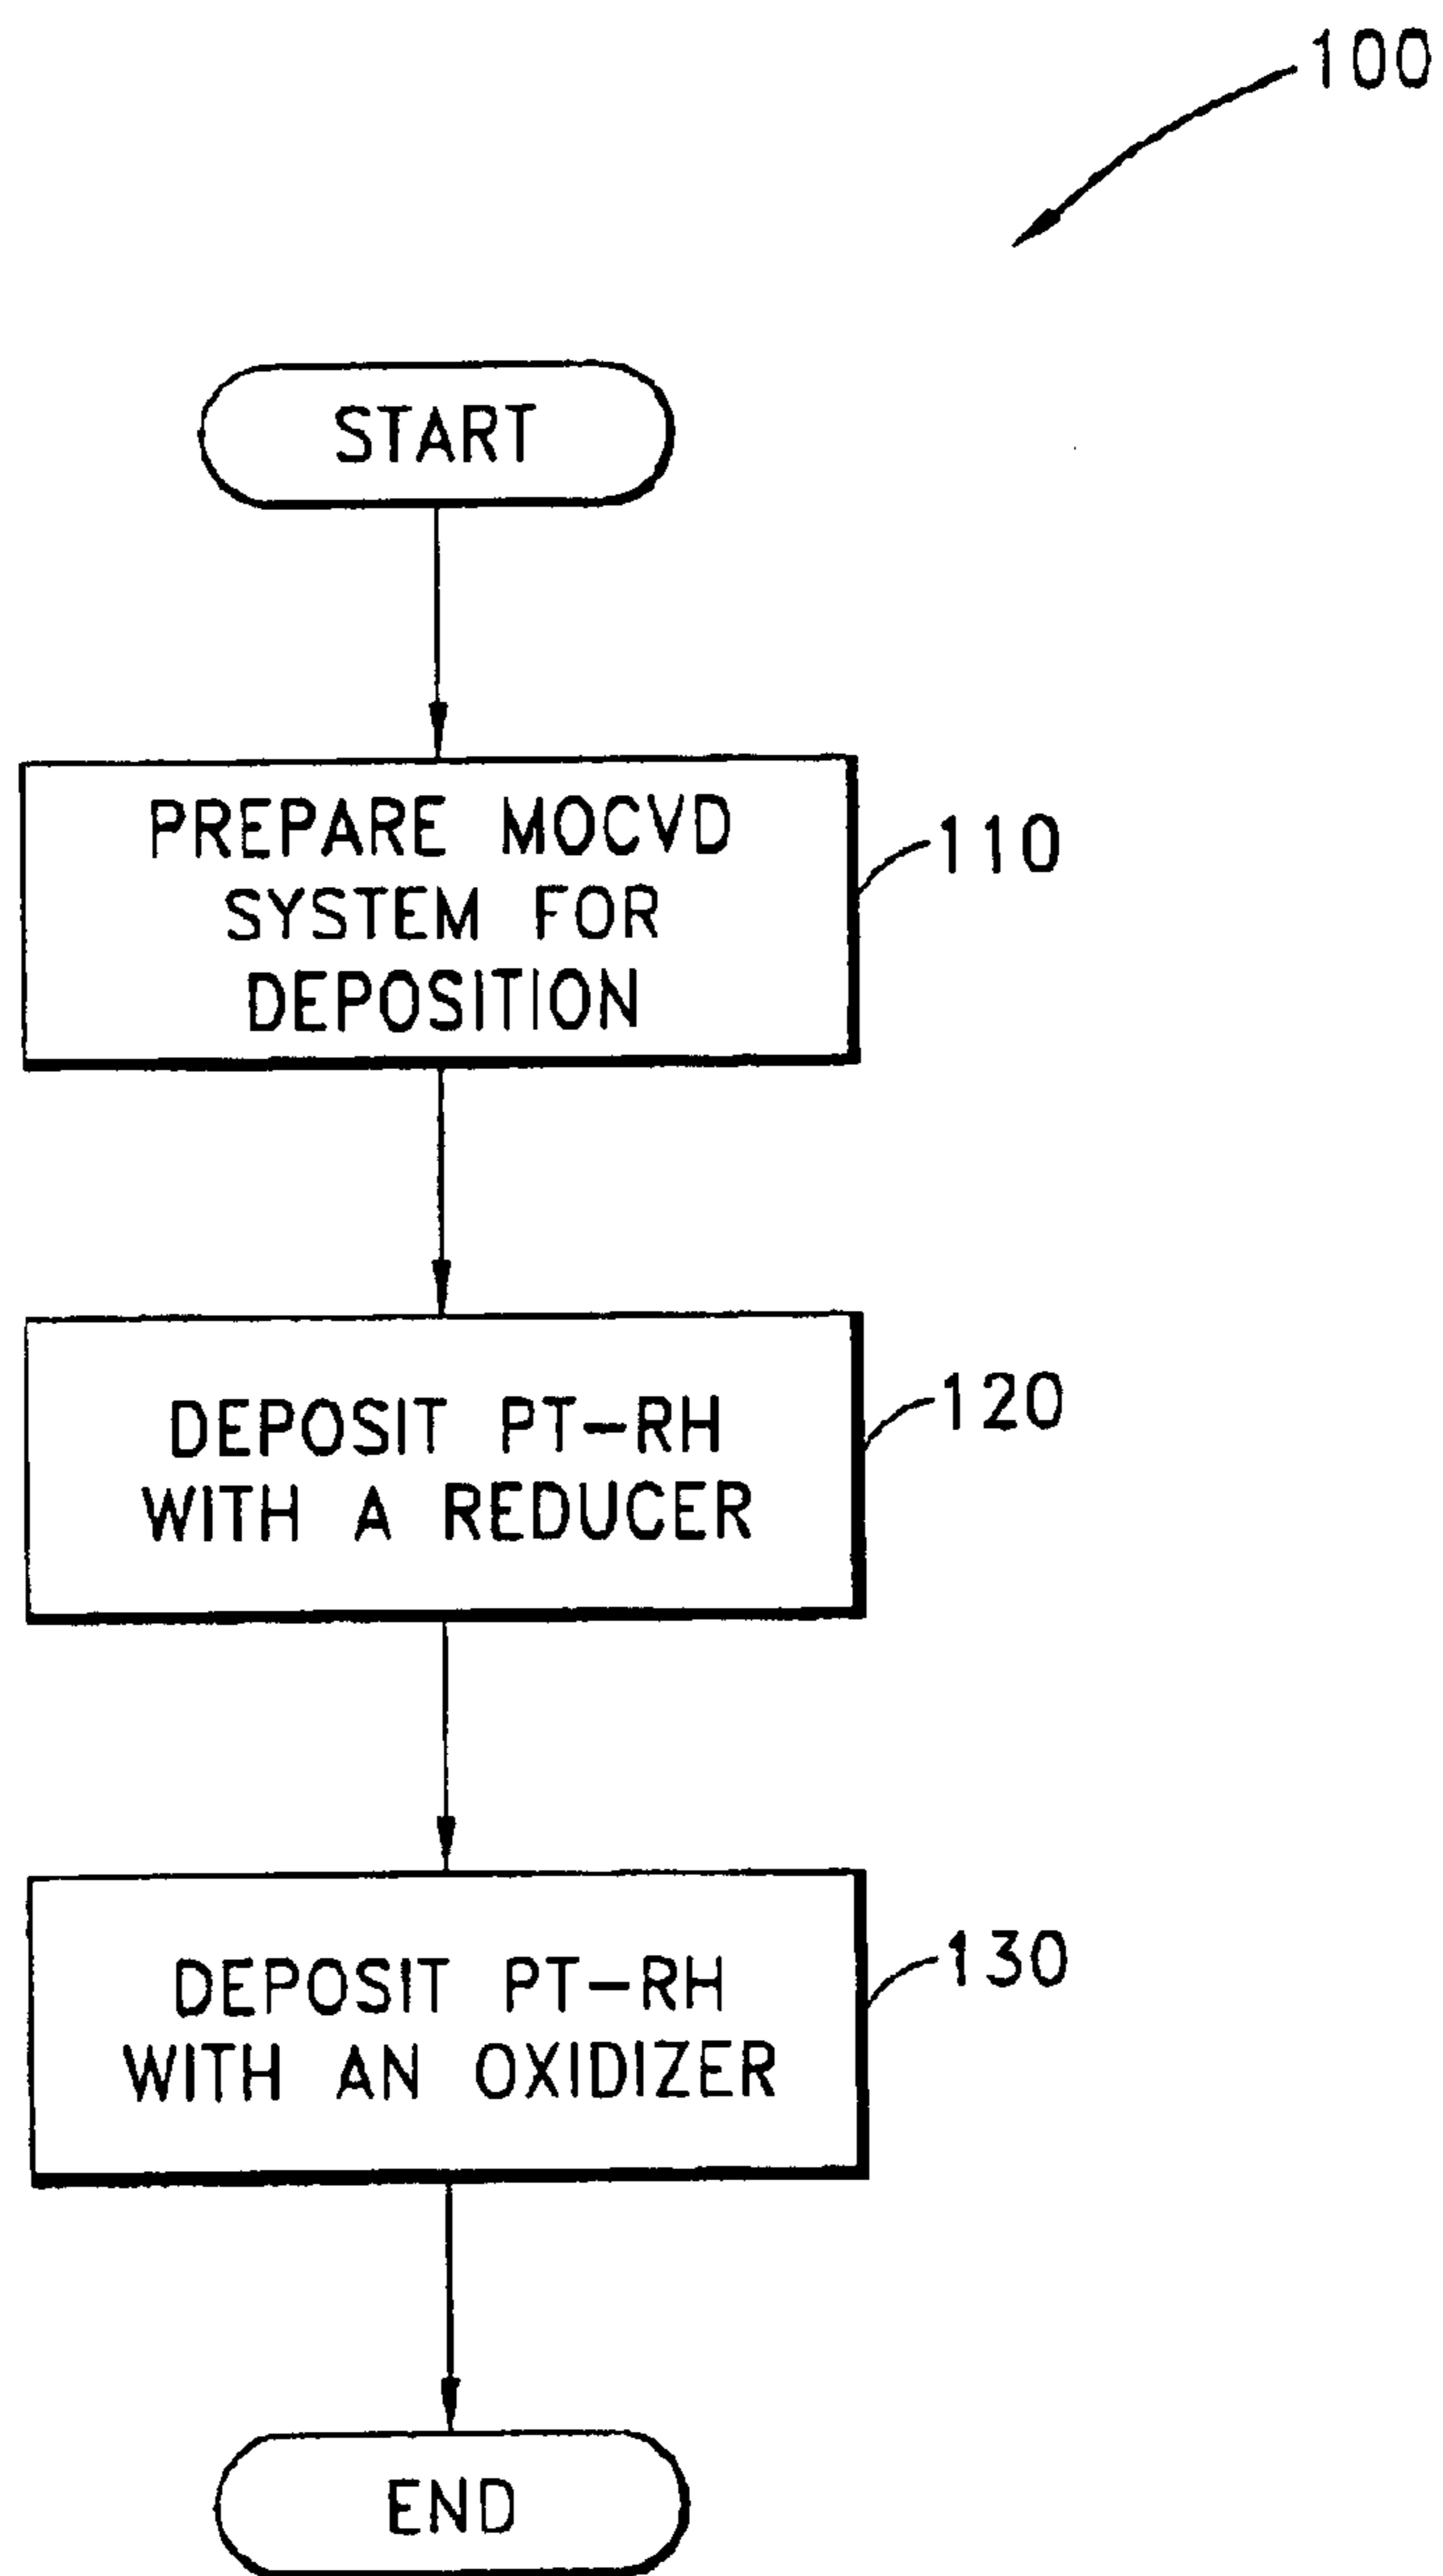 100
START
PREPARE MOCVD
SYSTEM FOR
DEPOSITION
110
DEPOSIT PT-RH
WITH A REDUCER
120
DEPOSIT PT-RH
WITH AN OXIDIZER
130
END